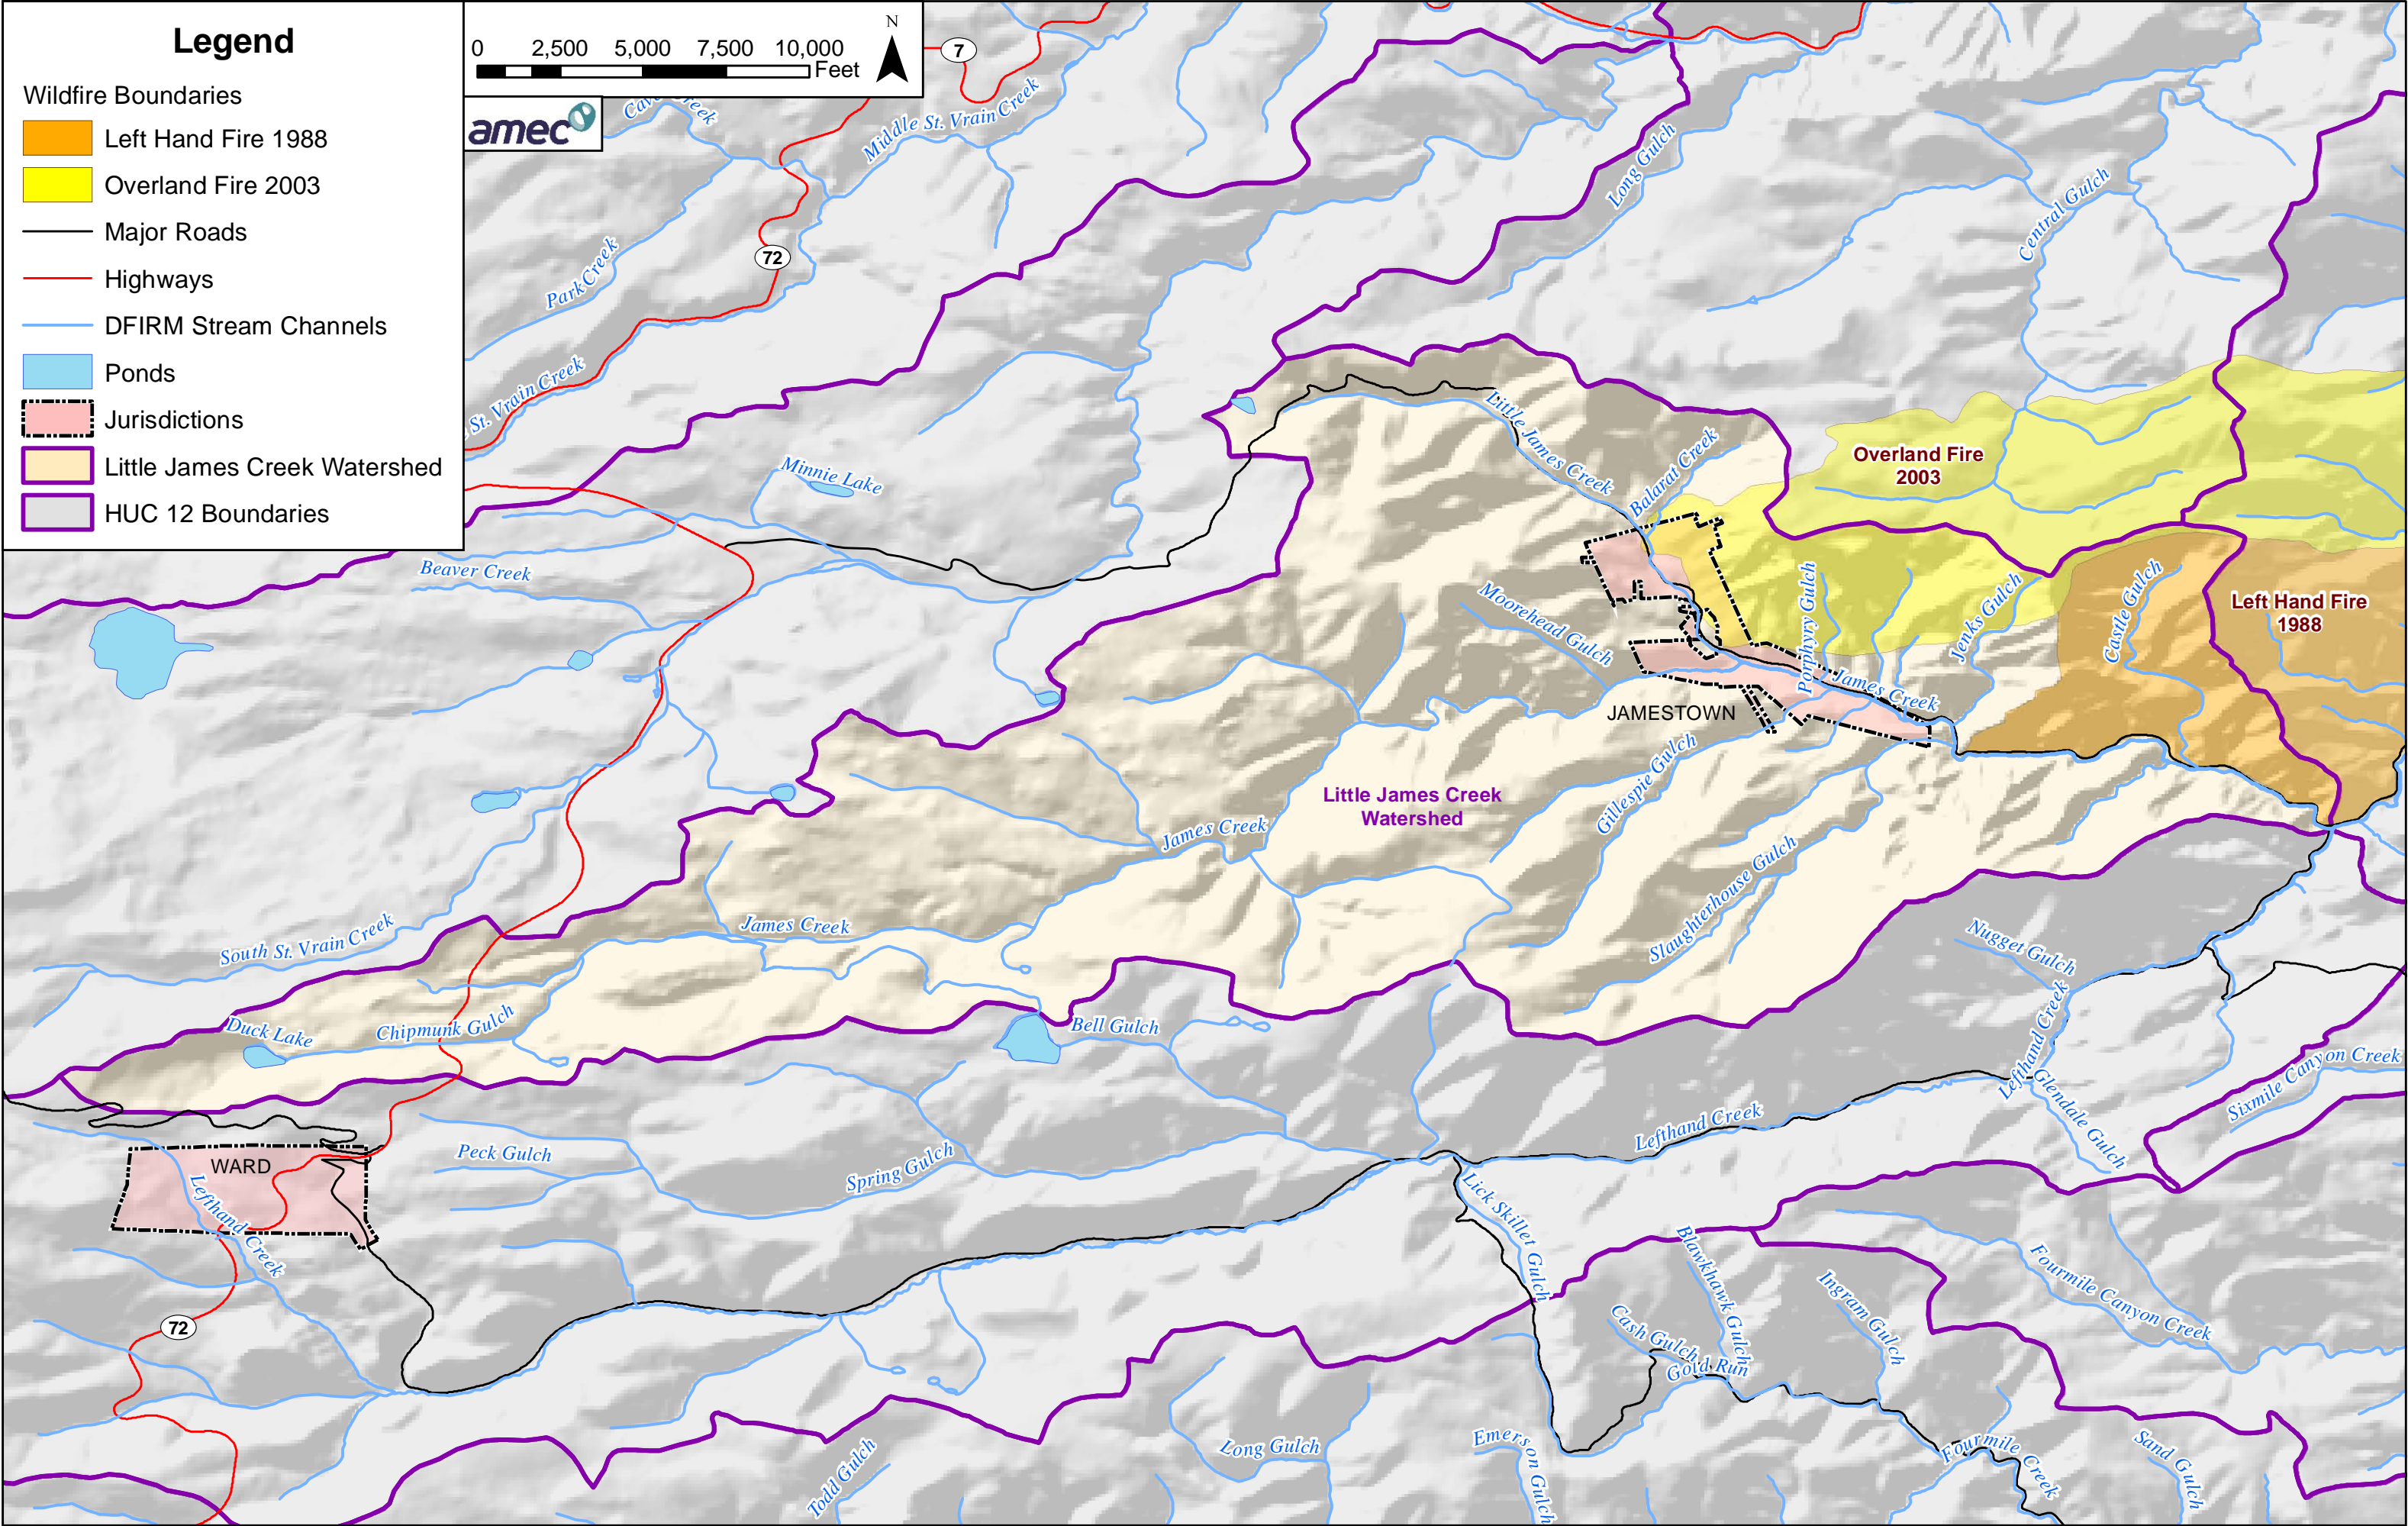 Legend
Wildfire Boundaries
Left Hand Fire 1988
Overland Fire 2003
Major Roads
Highways
DFIRM Stream Channels
Ponds
Jurisdictions
Little James Creek Watershed
HUC 12 Boundaries
0 2,500 5,000 7,500 10,000
Feet
N
amec
7
Middle St. Vrain Creek
Park Creek
72
St. Vrain Creek
Long Gulch
Central Gulch
Minnie Lake
Little James Creek
Balarat Creek
Overland Fire
2003
Beaver Creek
Moorehead Gulch
Porphyry Gulch
Jenks Gulch
Castle Gulch
Left Hand Fire
1988
James Creek
JAMESTOWN
Gillespie Gulch
Little James Creek
Watershed
James Creek
Slaughterhouse Gulch
James Creek
South St. Vrain Creek
Nugget Gulch
Duck Lake
Chipmunk Gulch
Bell Gulch
Lefthand Creek
Glendale Gulch
Sixmile Canyon Creek
Lefthand Creek
Peck Gulch
Spring Gulch
WARD
Lefthand Creek
Lick Skillet Gulch
Blawkhawk Gulch
Ingram Gulch
Fourmile Canyon Creek
72
Cash Gulch
Gold Run
Todd Gulch
Long Gulch
Emerson Gulch
Fourmile Creek
Sand Gulch